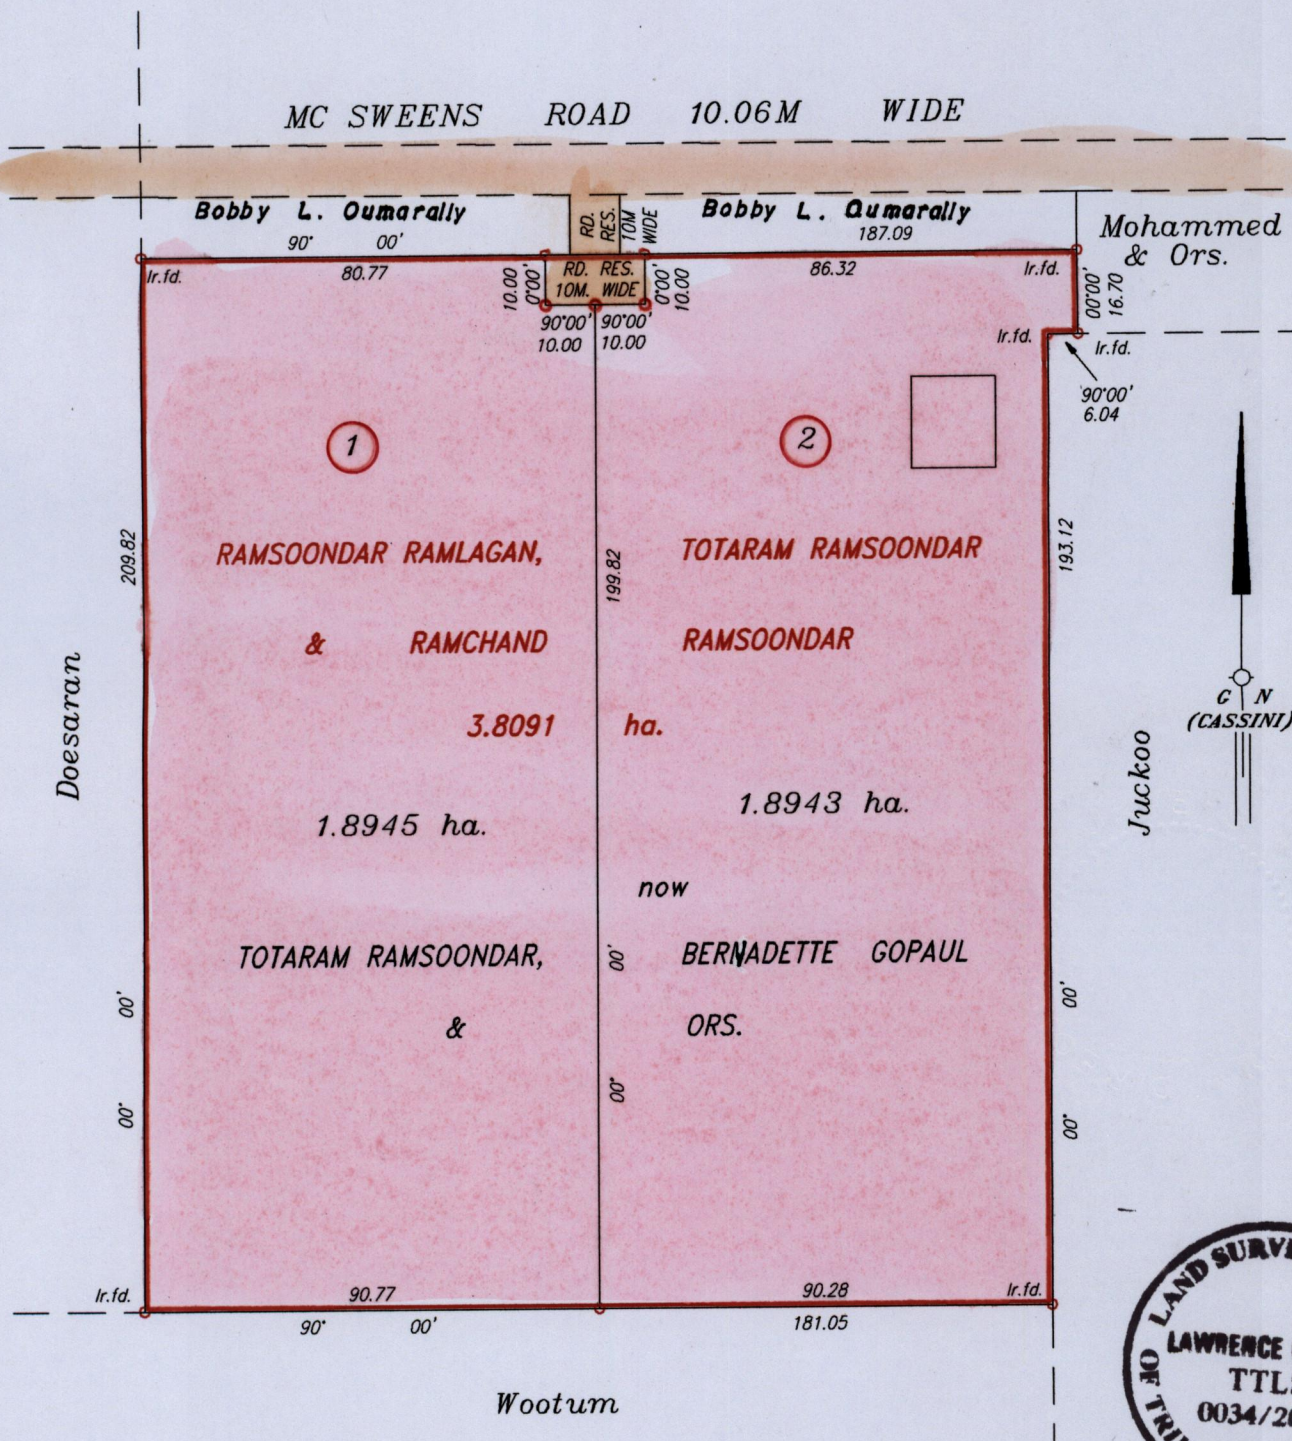 MC SWEENS ROAD 10.06M WIDE
Bobby L. Oumarally
RD. RES. 10M WIDE
Bobby L. Oumarally
187.09
90° 00'
Mohammed
& Ors.
Ir.fd.
80.77
10.00
0°00'
RD. RES.
10M. WIDE
0°00'
10.00
86.32
Ir.fd.
00°00'
16.70
90°00' 90°00'
10.00 10.00
Ir.fd.
Ir.fd.
90°00'
6.04
1
2
RAMSOONDAR RAMLAGAN, TOTARAM RAMSOONDAR
& RAMCHAND RAMSOONDAR
3.8091 ha.
209.82
199.82
193.12
Doesaran
Juckoo
G N
(CASSINI)
1.8945 ha.
1.8943 ha.
now
TOTARAM RAMSOONDAR, BERNADETTE GOPAUL
& ORS.
00° 00'
00° 00'
00° 00'
Ir.fd.
90.77
90.28
Ir.fd.
90° 00'
181.05
Wootum
LAND
OF
LAWRENCE